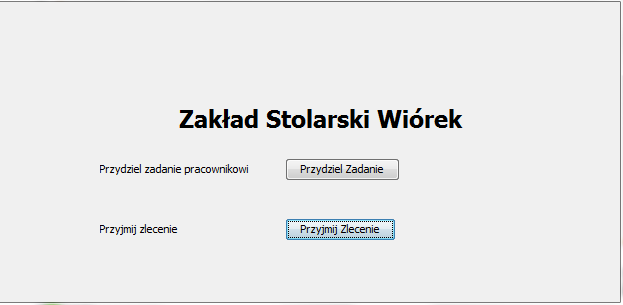 Zakład Stolarski Wiórek
Przydziel zadanie pracownikowi Przydziel Zadanie
Przyjmij zlecenie Przyjmij Zlecenie